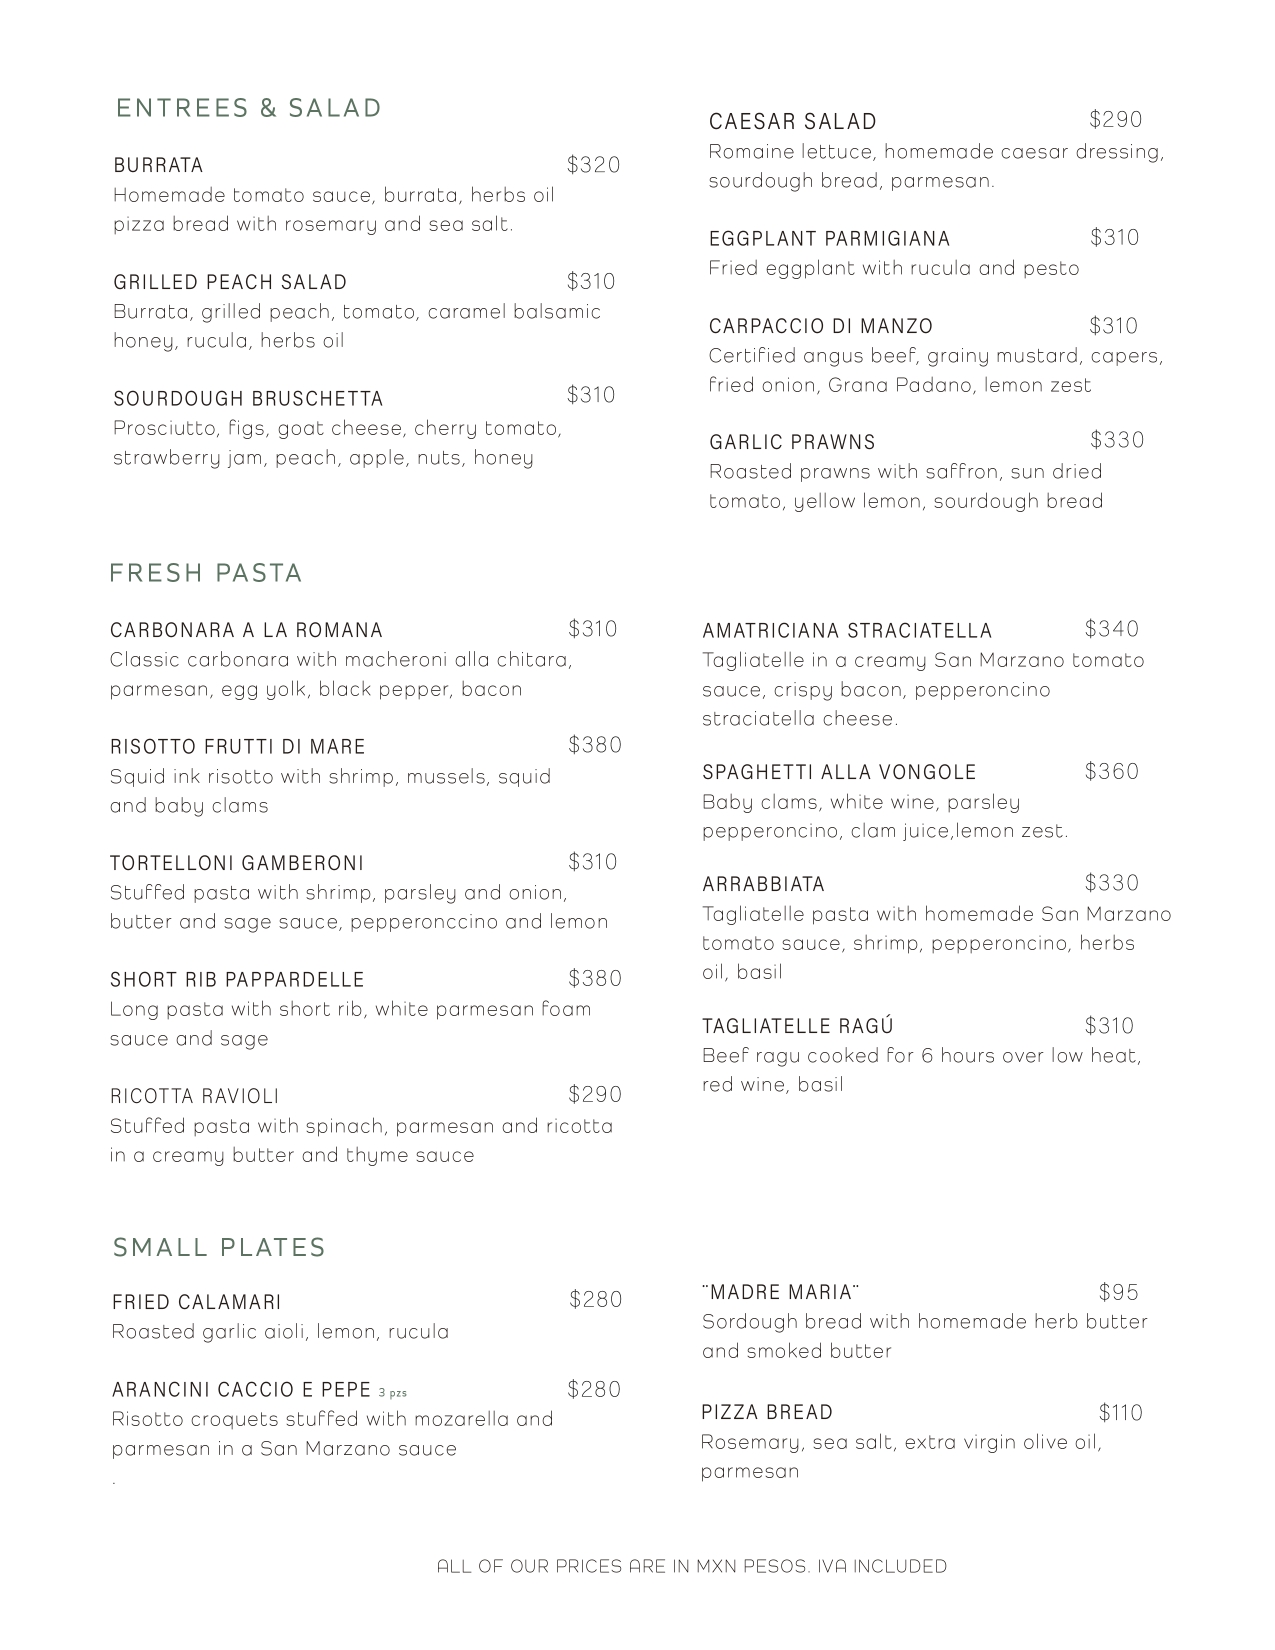 ENTREES & SALAD
BURRATA $320
Homemade tomato sauce, burrata, herbs oil
pizza bread with rosemary and sea salt.
GRILLED PEACH SALAD $310
Burrata, grilled peach, tomato, caramel balsamic
honey, rucula, herbs oil
SOURDOUGH BRUSCHETTA $310
Prosciutto, figs, goat cheese, cherry tomato,
strawberry jam, peach, apple, nuts, honey
CAESAR SALAD $290
Romaine lettuce, homemade caesar dressing,
sourdough bread, parmesan.
EGGPLANT PARMIGIANA $310
Fried eggplant with rucula and pesto
CARPACCIO DI MANZO $310
Certified angus beef, grainy mustard, capers,
fried onion, Grana Padano, lemon zest
GARLIC PRAWNS $330
Roasted prawns with saffron, sun dried
tomato, yellow lemon, sourdough bread
FRESH PASTA
CARBONARA A LA ROMANA $310
Classic carbonara with macheroni alla chitara,
parmesan, egg yolk, black pepper, bacon
RISOTTO FRUTTI DI MARE $380
Squid ink risotto with shrimp, mussels, squid
and baby clams
TORTELLONI GAMBERONI $310
Stuffed pasta with shrimp, parsley and onion,
butter and sage sauce, pepperonccino and lemon
SHORT RIB PAPPARDELLE $380
Long pasta with short rib, white parmesan foam
sauce and sage
RICOTTA RAVIOLI $290
Stuffed pasta with spinach, parmesan and ricotta
in a creamy butter and thyme sauce
AMATRICIANA STRACIATELLA $340
Tagliatelle in a creamy San Marzano tomato
sauce, crispy bacon, pepperoncino
straciatella cheese.
SPAGHETTI ALLA VONGOLE $360
Baby clams, white wine, parsley
pepperoncino, clam juice,lemon zest.
ARRABBIATA $330
Tagliatelle pasta with homemade San Marzano
tomato sauce, shrimp, pepperoncino, herbs
oil, basil
TAGLIATELLE RAGÚ $310
Beef ragu cooked for 6 hours over low heat,
red wine, basil
SMALL PLATES
FRIED CALAMARI $280
Roasted garlic aioli, lemon, rucula
ARANCINI CACCIO E PEPE 3 pzs $280
Risotto croquets stuffed with mozarella and
parmesan in a San Marzano sauce
.
¨MADRE MARIA¨ $95
Sordough bread with homemade herb butter
and smoked butter
PIZZA BREAD $110
Rosemary, sea salt, extra virgin olive oil,
parmesan
ALL OF OUR PRICES ARE IN MXN PESOS. IVA INCLUDED